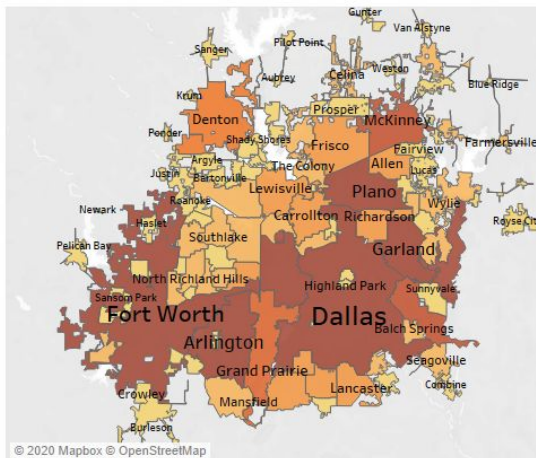 Gunter
Van Alstyne
Sanger
Pilot Point
Celina
Weston
Blue Ridge
Aubrey
Krum
Prosper
McKinney
Denton
Ponder
Shady Shores
Frisco
Fairview
Farmersville
Argyle
The Colony
Allen
Lucas
Justin
Bartonville
Lewisville
Plano
Wylie
Roanoke
Newark
Haslet
Carrollton
Richardson
Royse City
Southlake
Garland
Pelican Bay
North Richland Hills
Highland Park
Sunnyvale
Sansom Park
Fort Worth
Dallas
Balch Springs
Arlington
Grand Prairie
Seagoville
Crowley
Mansfield
Lancaster
Combine
Burleson
© 2020 Mapbox © OpenStreetMap